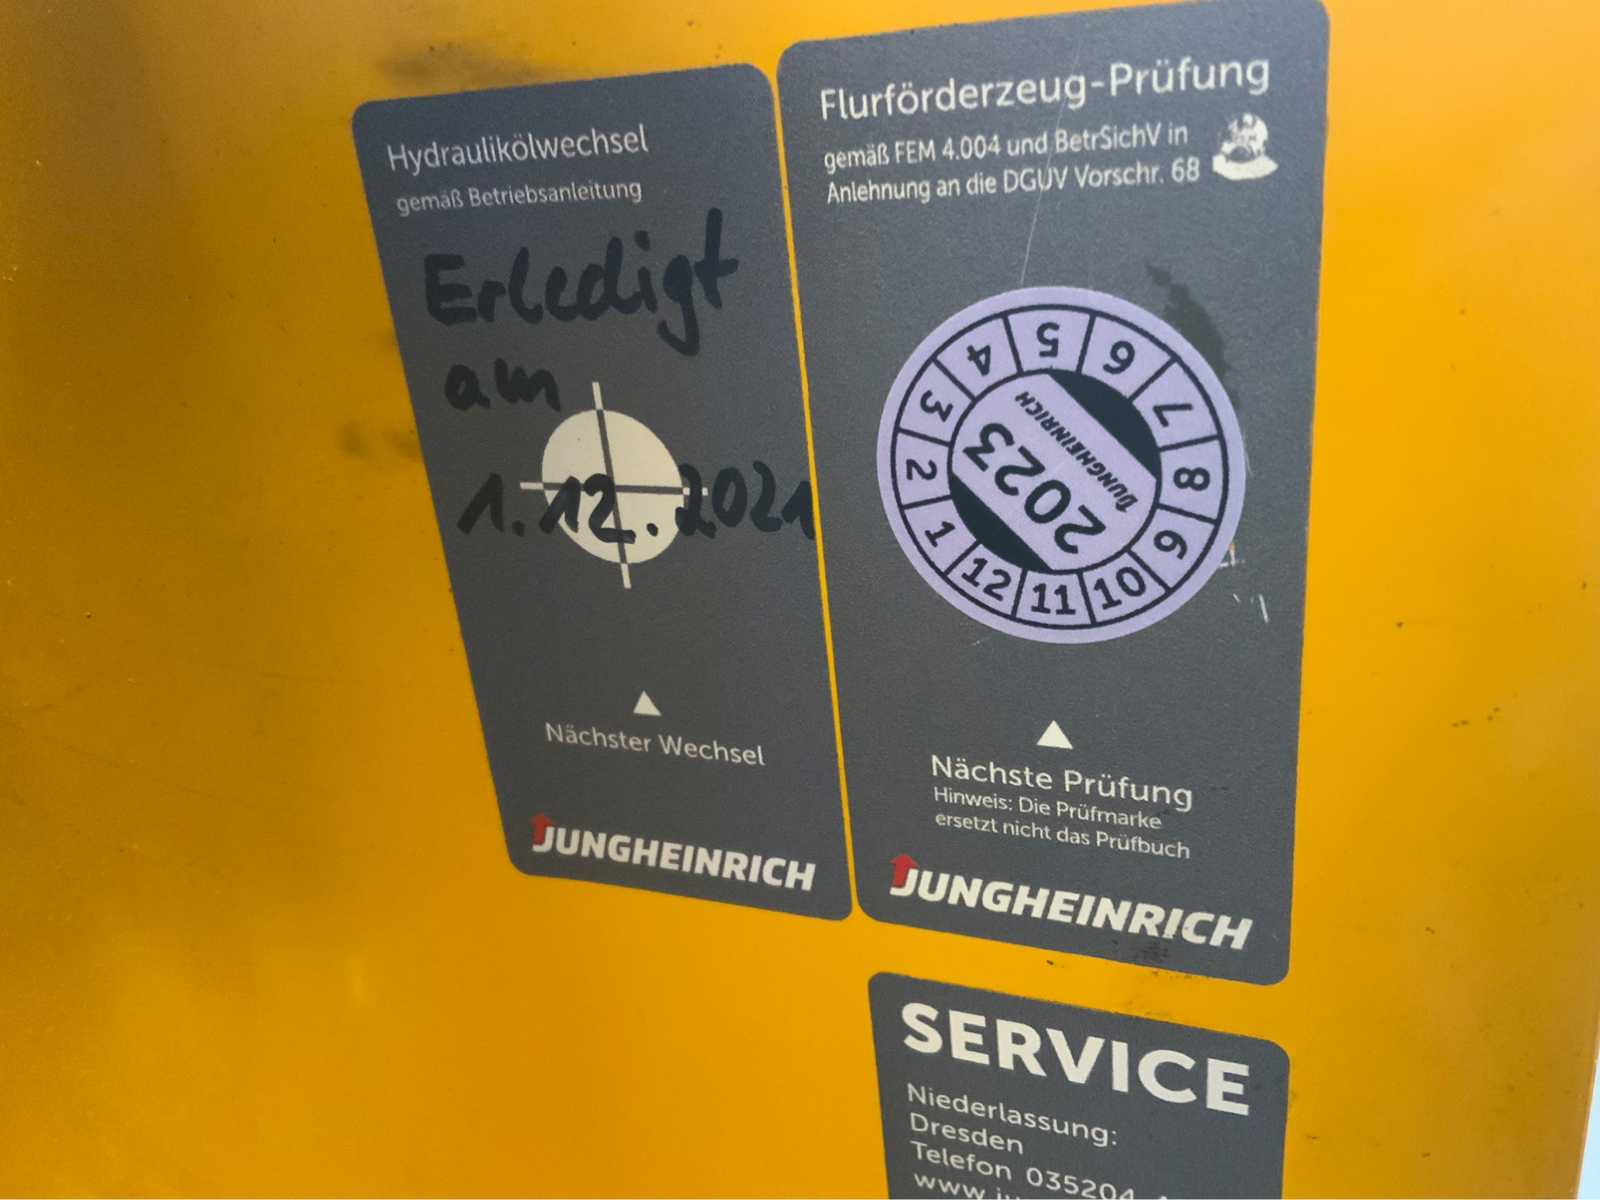 Hydraulikölwechsel
gemäß Betriebsanleitung
Erledigt
am
1.12.2021
Nächster Wechsel
JUNGHEINRICH
Flurförderzeug-Prüfung
gemäß FEM 4.004 und BetrSichV in
Anlehnung an die DGUV Vorschr. 68
1 2 3 4 5 6 7 8 9 10 11 12
JUNGHEINRICH
2023
Nächste Prüfung
Hinweis: Die Prüfmarke
ersetzt nicht das Prüfbuch
JUNGHEINRICH
SERVICE
Niederlassung:
Dresden
Telefon 035204